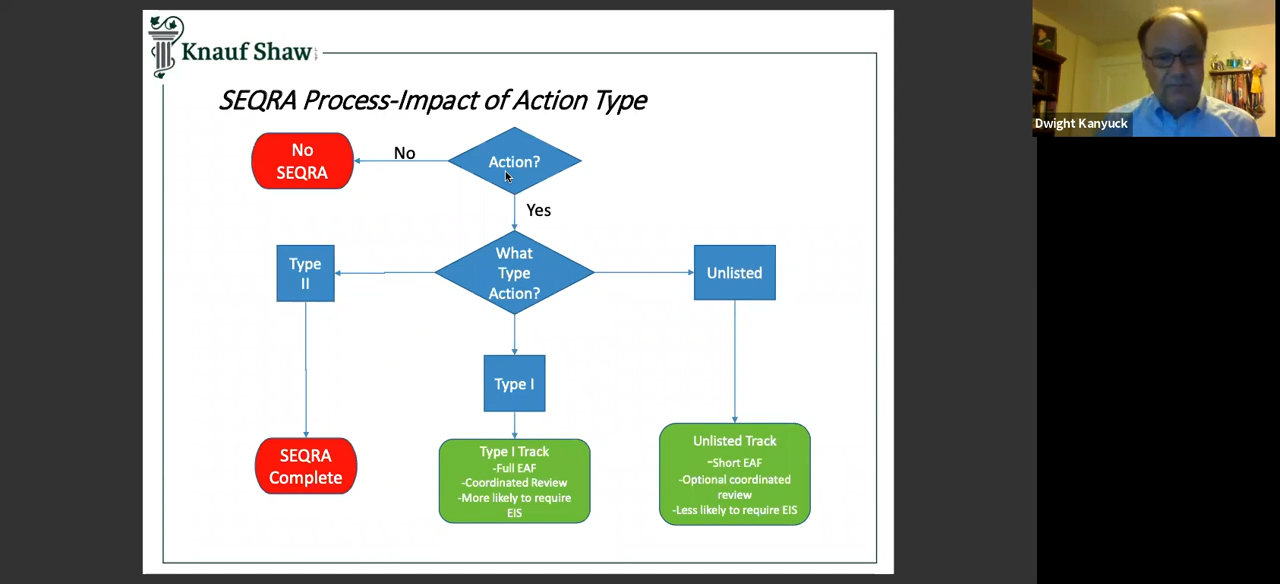 Knauf Shaw
SEQRA Process-Impact of Action Type
No
SEQRA
No
Action?
Yes
Type
II
What
Type
Action?
Unlisted
Type I
SEQRA
Complete
Type I Track
-Full EAF
-Coordinated Review
-More likely to require
EIS
Unlisted Track
-Short EAF
-Optional coordinated
review
-Less likely to require EIS
Dwight Kanyuck